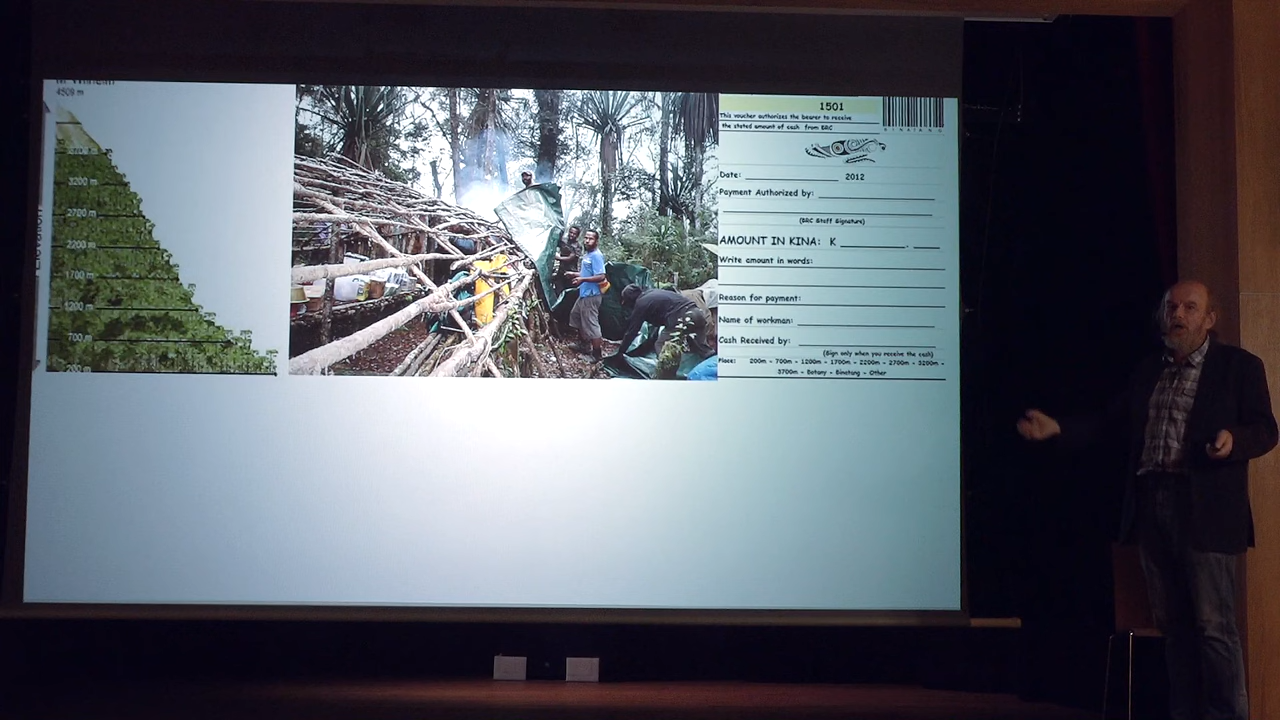 4509 m
3200 m
2700 m
2200 m
1700 m
1200 m
700 m
Elevation
1501
This voucher authorizes the bearer to receive
the stated amount of cash from BRC
BINATANG
Date: 2012
Payment Authorized by:
(BRC Staff Signature)
AMOUNT IN KINA: K .
Write amount in words:
Reason for payment:
Name of workman:
Cash Received by:
(Sign only when you receive the cash)
Place: 200m - 700m - 1200m - 1700m - 2200m - 2700m - 3200m -
3700m - Botany - Binatang - Other